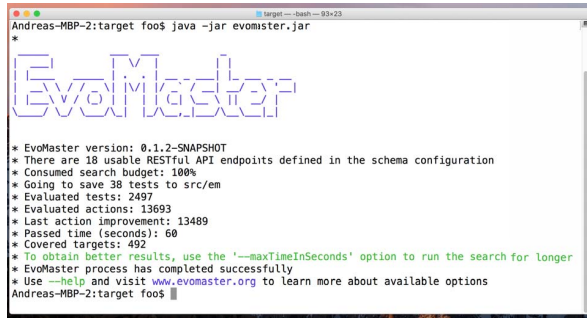 target — -bash — 93×23
Andreas-MBP-2:target foo$ java -jar evomaster.jar
*
EvoMaster
* EvoMaster version: 0.1.2-SNAPSHOT
* There are 18 usable RESTful API endpoints defined in the schema configuration
* Consumed search budget: 100%
* Going to save 38 tests to src/em
* Evaluated tests: 2497
* Evaluated actions: 13693
* Last action improvement: 13489
* Passed time (seconds): 60
* Covered targets: 492
* To obtain better results, use the '--maxTimeInSeconds' option to run the search for longer
* EvoMaster process has completed successfully
* Use --help and visit www.evomaster.org to learn more about available options
Andreas-MBP-2:target foo$